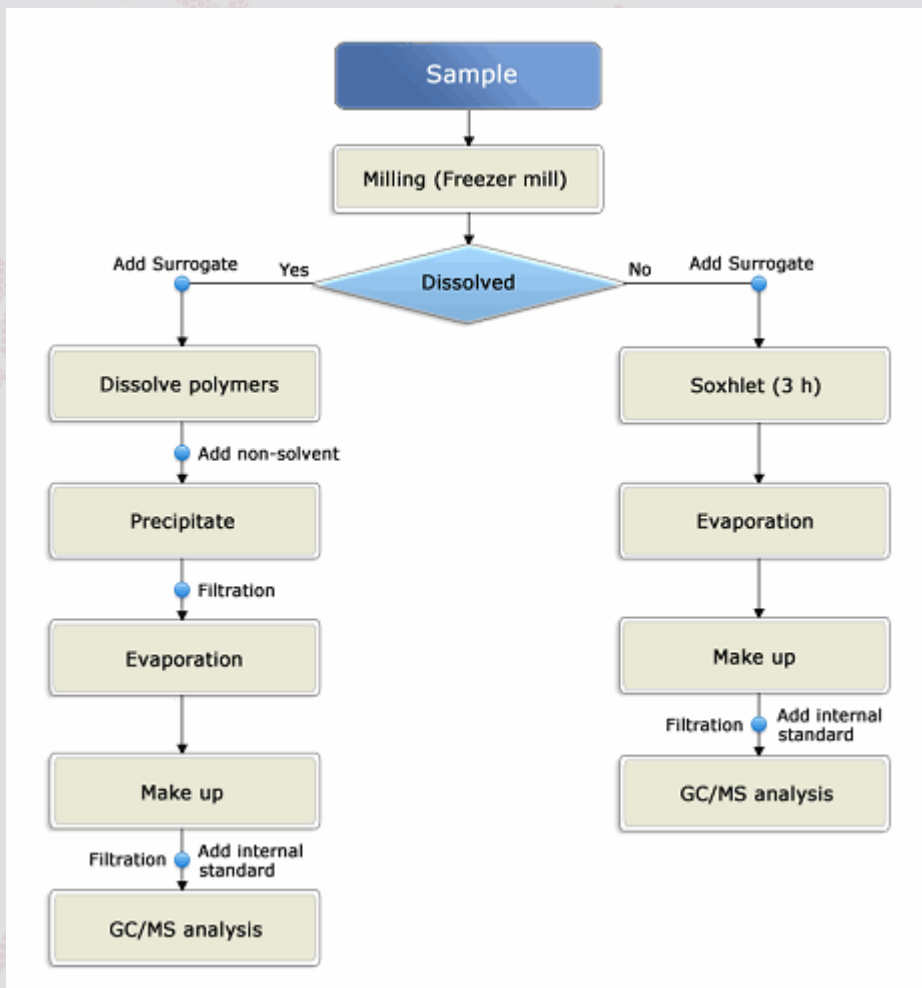 Sample
Milling (Freezer mill)
Add Surrogate
Yes
Dissolved
No
Add Surrogate
Dissolve polymers
Soxhlet (3 h)
Add non-solvent
Precipitate
Evaporation
Filtration
Evaporation
Make up
Filtration
Add internal
standard
Make up
GC/MS analysis
Filtration
Add internal
standard
GC/MS analysis